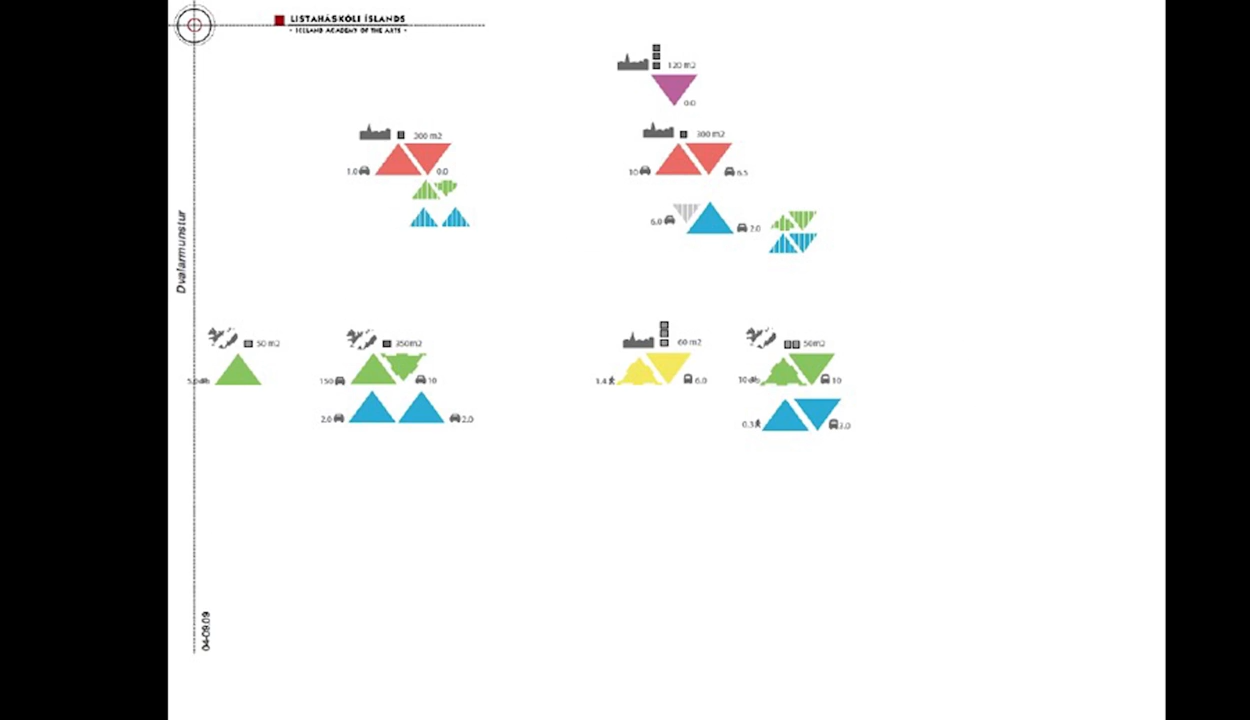 LISTAHÁSKÓLI ÍSLANDS
- ICELAND ACADEMY OF THE ARTS -
120 m2
0.0
300 m2
1.0
0.0
300 m2
10
6.5
6.0
2.0
Dvalarmunstur
50 m2
350m2
150
10
2.0
2.0
60 m2
1.4
6.0
50m2
10
10
0.3
2.0
04-09.09